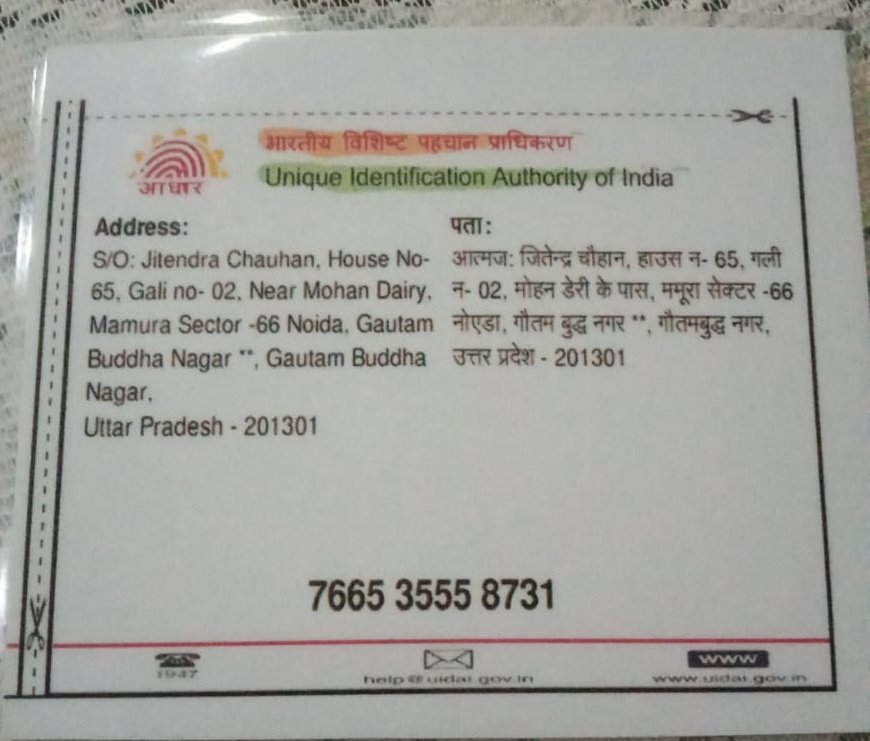 भारतीय विशिष्ट पहचान प्राधिकरण
आधार
Unique Identification Authority of India
Address:
S/O: Jitendra Chauhan, House No-
65, Gali no- 02, Near Mohan Dairy,
Mamura Sector -66 Noida, Gautam
Buddha Nagar **, Gautam Buddha
Nagar,
Uttar Pradesh - 201301
पता:
आत्मज: जितेन्द्र चौहान, हाउस न- 65, गली
न- 02, मोहन डेरी के पास, ममूरा सेक्टर -66
नोएडा, गौतम बुद्ध नगर **, गौतमबुद्ध नगर,
उत्तर प्रदेश - 201301
7665 3555 8731
1947
help@uidai.gov.in
WWW
www.uidai.gov.in